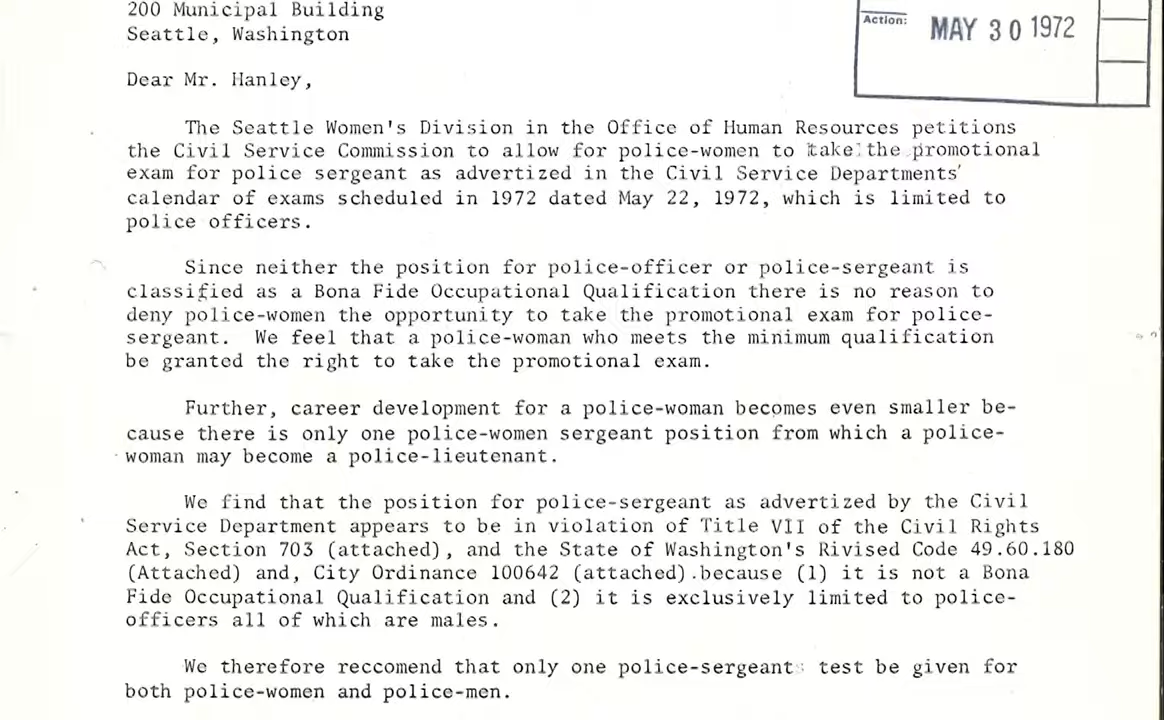 200 Municipal Building
Seattle, Washington
Action:
MAY 30 1972
Dear Mr. Hanley,
The Seattle Women's Division in the Office of Human Resources petitions
the Civil Service Commission to allow for police-women to take the promotional
exam for police sergeant as advertized in the Civil Service Departments'
calendar of exams scheduled in 1972 dated May 22, 1972, which is limited to
police officers.
Since neither the position for police-officer or police-sergeant is
classified as a Bona Fide Occupational Qualification there is no reason to
deny police-women the opportunity to take the promotional exam for police-
sergeant. We feel that a police-woman who meets the minimum qualification
be granted the right to take the promotional exam.
Further, career development for a police-woman becomes even smaller be-
cause there is only one police-women sergeant position from which a police-
woman may become a police-lieutenant.
We find that the position for police-sergeant as advertized by the Civil
Service Department appears to be in violation of Title VII of the Civil Rights
Act, Section 703 (attached), and the State of Washington's Rivised Code 49.60.180
(Attached) and, City Ordinance 100642 (attached).because (1) it is not a Bona
Fide Occupational Qualification and (2) it is exclusively limited to police-
officers all of which are males.
We therefore reccomend that only one police-sergeant test be given for
both police-women and police-men.